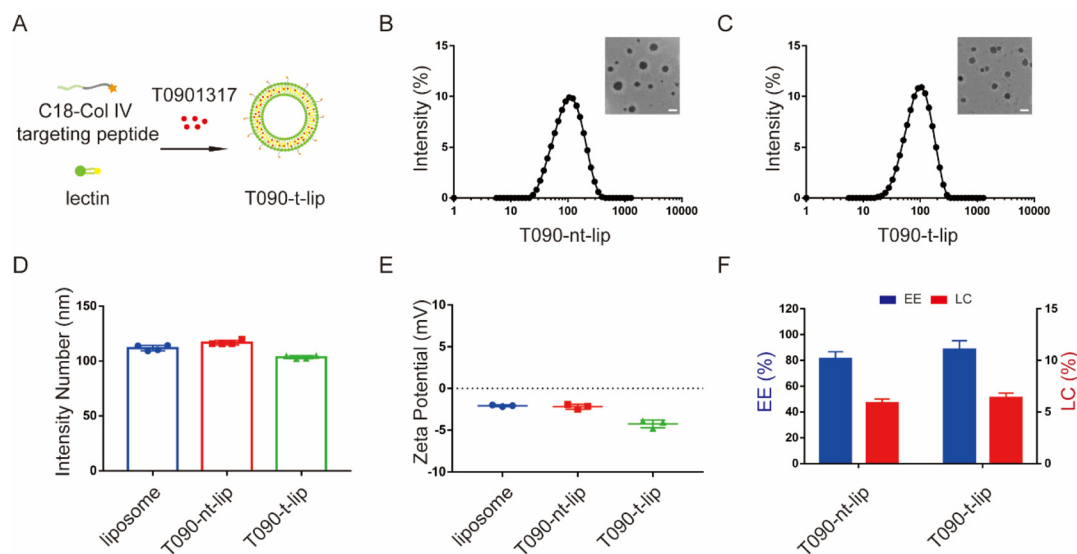 A
C18-Col IV
targeting peptide
lectin
T0901317
T090-t-lip
B
Intensity (%)
15
10
5
0
1
10
100
1000
10000
T090-nt-lip
C
Intensity (%)
15
10
5
0
1
10
100
1000
10000
T090-t-lip
D
Intensity Number (nm)
150
100
50
0
liposome
T090-nt-lip
T090-t-lip
E
Zeta Potential (mV)
10
5
0
-5
-10
liposome
T090-nt-lip
T090-t-lip
F
EE
LC
EE (%)
120
100
80
60
40
20
0
15
10
5
0
LC (%)
T090-nt-lip
T090-t-lip